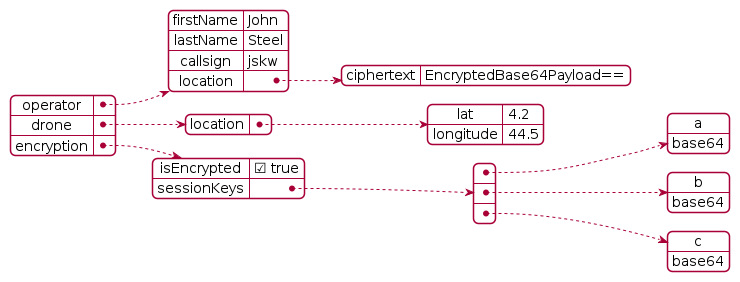 firstName John
lastName Steel
callsign jskw
location
ciphertext EncryptedBase64Payload==
operator
drone
encryption
location
lat 4.2
longitude 44.5
isEncrypted ☑ true
sessionKeys
a
base64
b
base64
c
base64